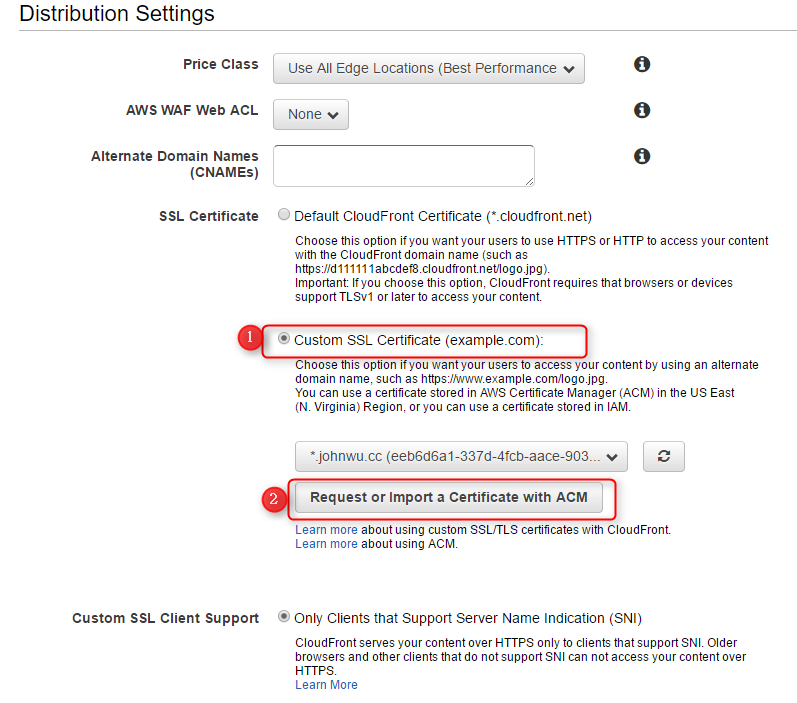 Distribution Settings
Price Class
Use All Edge Locations (Best Performance
AWS WAF Web ACL
None
Alternate Domain Names
(CNAMEs)
SSL Certificate
Default CloudFront Certificate (*.cloudfront.net)
Choose this option if you want your users to use HTTPS or HTTP to access your content
with the CloudFront domain name (such as
https://d111111abcdef8.cloudfront.net/logo.jpg).
Important: If you choose this option, CloudFront requires that browsers or devices
support TLSv1 or later to access your content.
1
Custom SSL Certificate (example.com):
Choose this option if you want your users to access your content by using an alternate
domain name, such as https://www.example.com/logo.jpg.
You can use a certificate stored in AWS Certificate Manager (ACM) in the US East
(N. Virginia) Region, or you can use a certificate stored in IAM.
*.johnwu.cc (eeb6d6a1-337d-4fcb-aace-903...
2
Request or Import a Certificate with ACM
Learn more about using custom SSL/TLS certificates with CloudFront.
Learn more about using ACM.
Custom SSL Client Support
Only Clients that Support Server Name Indication (SNI)
CloudFront serves your content over HTTPS only to clients that support SNI. Older
browsers and other clients that do not support SNI can not access your content over
HTTPS.
Learn More